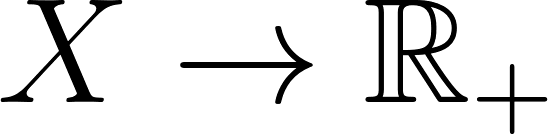 X → ℝ₊